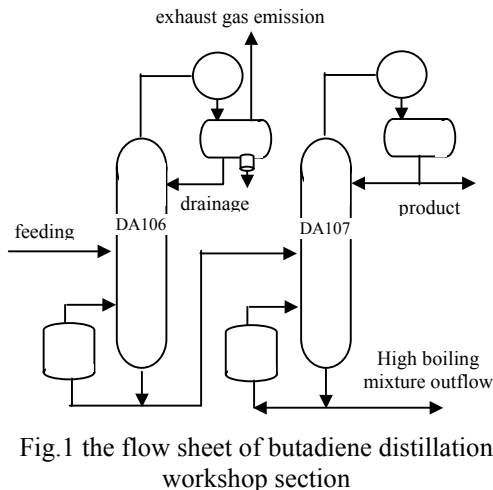 exhaust gas emission
drainage
product
feeding
DA106
DA107
High boiling
mixture outflow
Fig.1 the flow sheet of butadiene distillation
workshop section